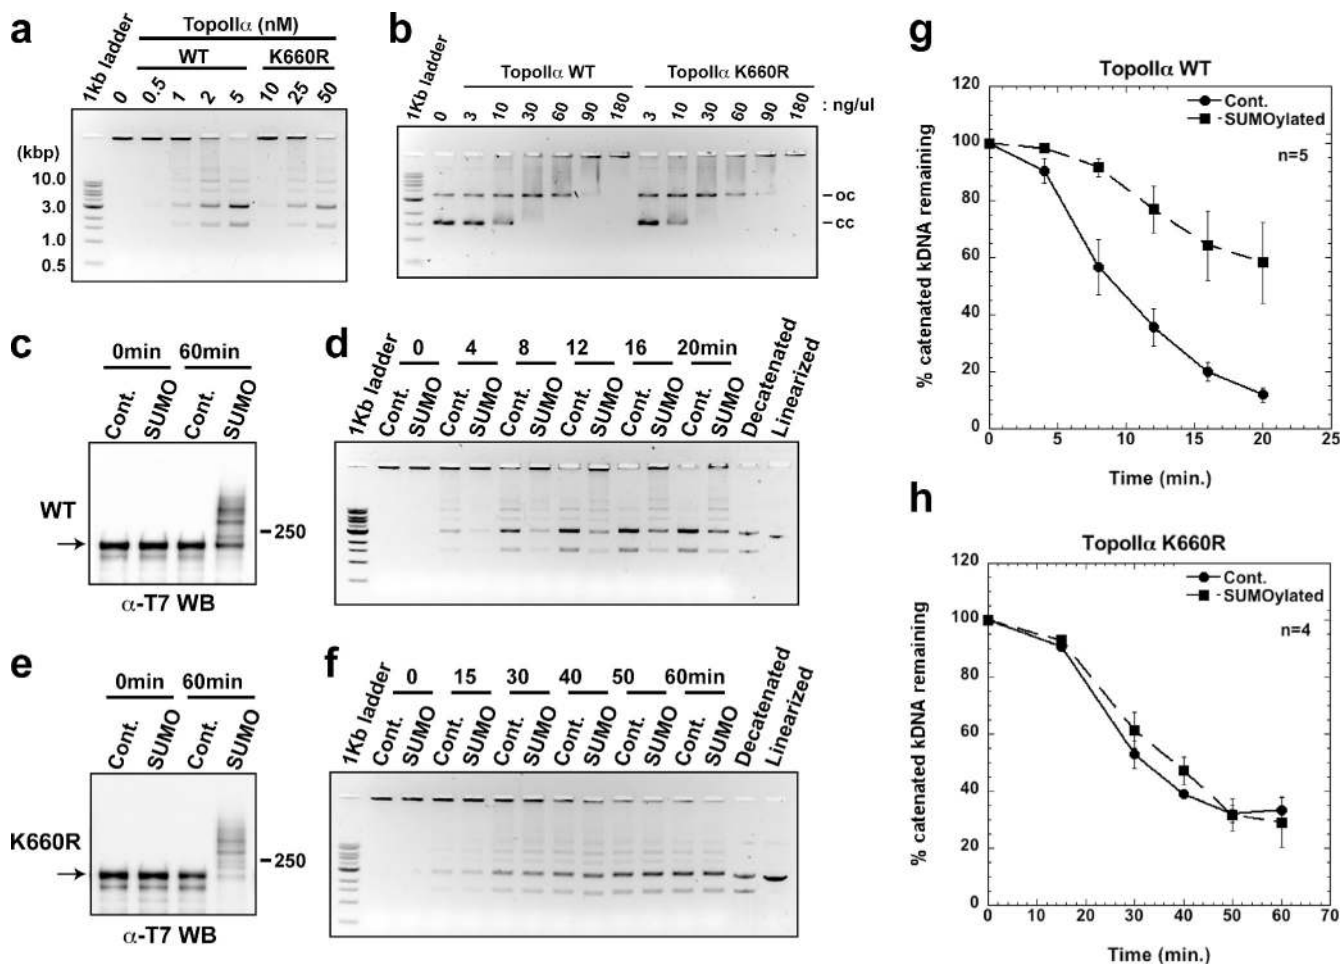 a
TopoIIα (nM)
WT K660R
1kb ladder 0 0.5 1 2 5 10 25 50
(kbp)
10.0
3.0
1.0
0.5
b
TopoIIα WT TopoIIα K660R
1Kb ladder 0 3 10 30 60 90 180 3 10 30 60 90 180 : ng/ul
oc
cc
c
0min 60min
Cont. SUMO Cont. SUMO
WT
250
α-T7 WB
d
0 4 8 12 16 20min
1Kb ladder Cont. SUMO Cont. SUMO Cont. SUMO Cont. SUMO Cont. SUMO Cont. SUMO Decatenated Linearized
e
0min 60min
Cont. SUMO Cont. SUMO
K660R
250
α-T7 WB
f
0 15 30 40 50 60min
1Kb ladder Cont. SUMO Cont. SUMO Cont. SUMO Cont. SUMO Cont. SUMO Cont. SUMO Decatenated Linearized
g
TopoIIα WT
Cont.
SUMOylated
n=5
% catenated kDNA remaining
120
100
80
60
40
20
0
0 5 10 15 20 25
Time (min.)
h
TopoIIα K660R
Cont.
SUMOylated
n=4
% catenated kDNA remaining
120
100
80
60
40
20
0
0 10 20 30 40 50 60 70
Time (min.)